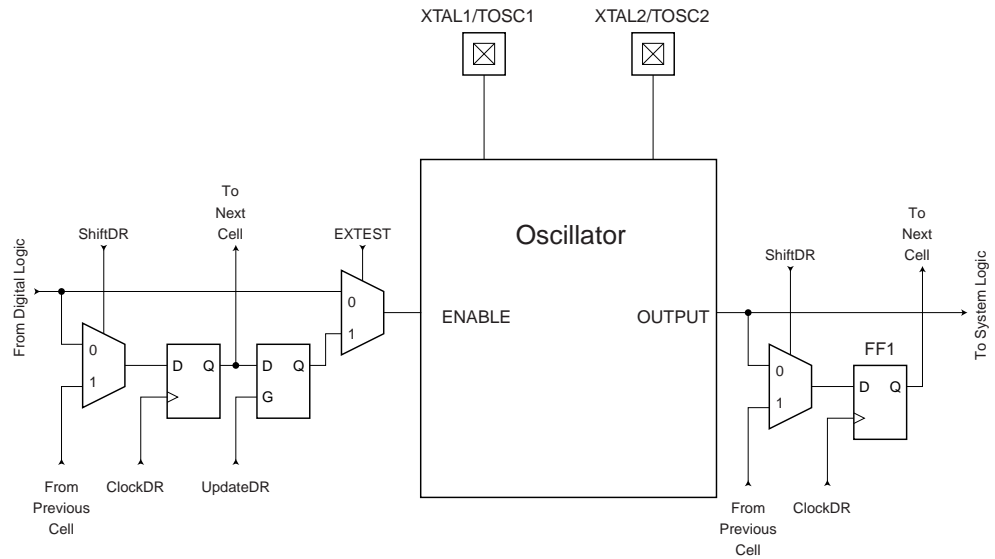 XTAL1/TOSC1
XTAL2/TOSC2
To
Next
Cell
ShiftDR
EXTEST
From Digital Logic
0
1
D Q
D Q
G
0
1
From
Previous
Cell
ClockDR
UpdateDR
Oscillator
ENABLE
OUTPUT
To
Next
Cell
ShiftDR
To System Logic
FF1
0
1
D Q
From
Previous
Cell
ClockDR